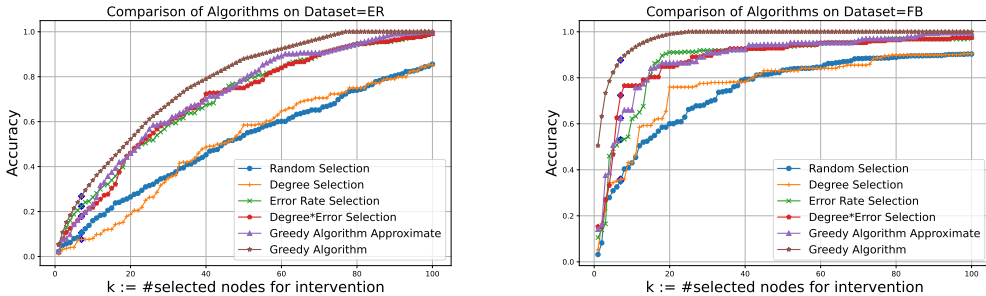 Comparison of Algorithms on Dataset=ER
Accuracy
1.0
0.8
0.6
0.4
0.2
0.0
0
20
40
60
80
100
k := #selected nodes for intervention
Random Selection
Degree Selection
Error Rate Selection
Degree*Error Selection
Greedy Algorithm Approximate
Greedy Algorithm
Comparison of Algorithms on Dataset=FB
Accuracy
1.0
0.8
0.6
0.4
0.2
0.0
0
20
40
60
80
100
k := #selected nodes for intervention
Random Selection
Degree Selection
Error Rate Selection
Degree*Error Selection
Greedy Algorithm Approximate
Greedy Algorithm